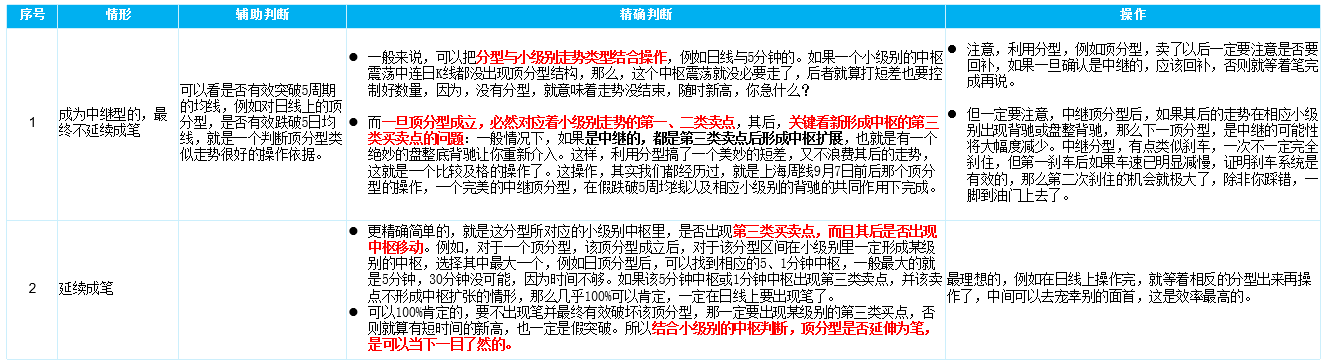 序号 情形 辅助判断 精确判断 操作
1
成为中继型的，最
终不延续成笔
可以看是否有效突破5周期
的均线，例如对日线上的顶
分型，是否有效跌破5日均
线，就是一个判断顶分型类
似走势很好的操作依据。
● 一般来说，可以把分型与小级别走势类型结合操作，例如日线与5分钟的。如果一个小级别的中枢
震荡中连日K线都没出现顶分型结构，那么，这个中枢震荡就没必要走了，后者就算打短差也要控
制好数量，因为，没有分型，就意味着走势没结束，随时新高，你急什么？
● 而一旦顶分型成立，必然对应着小级别走势的第一、二类卖点，其后，关键看新形成中枢的第三
类买卖点的问题：一般情况下，如果是中继的，都是第三类卖点后形成中枢扩展，也就是有一个
绝妙的盘整底背驰让你重新介入。这样，利用分型搞了一个美妙的短差，又不浪费其后的走势，
这就是一个比较及格的操作了。这操作，其实我们都经历过，就是上海周线9月7日前后那个顶分
型的操作，一个完美的中继顶分型，在假跌破5周均线以及相应小级别的背驰的共同作用下完成。
● 注意，利用分型，例如顶分型，卖了以后一定要注意是否要
回补，如果一旦确认是中继的，应该回补，否则就等着笔完
成再说。
● 但一定要注意，中继顶分型后，如果其后的走势在相应小级
别出现背驰或盘整背驰，那么下一顶分型，是中继的可能性
将大幅度减少。中继分型，有点类似刹车，一次不一定完全
刹住，但第一刹车后如果车速已明显减慢，证明刹车系统是
有效的，那么第二次刹住的机会就极大了，除非你踩错，一
脚到油门上去了。
2
延续成笔
● 更精确简单的，就是这分型所对应的小级别中枢里，是否出现第三类买卖点，而且其后是否出现
中枢移动。例如，对于一个顶分型，该顶分型成立后，对于该分型区间在小级别里一定形成某级
别的中枢，选择其中最大一个，例如日顶分型后，可以找到相应的5、1分钟中枢，一般最大的就
是5分钟，30分钟没可能，因为时间不够。如果该5分钟中枢或1分钟中枢出现第三类卖点，并该卖
点不形成中枢扩张的情形，那么几乎100%可以肯定，一定在日线上要出现笔了。
● 可以100%肯定的，要不出现笔并最终有效破坏该顶分型，那一定要出现某级别的第三类买点，否
则就算有短时间的新高，也一定是假突破。所以结合小级别的中枢判断，顶分型是否延伸为笔，
是可以当下一目了然的。
最理想的，例如在日线上操作完，就等着相反的分型出来再操
作了，中间可以去宠幸别的面首，这是效率最高的。